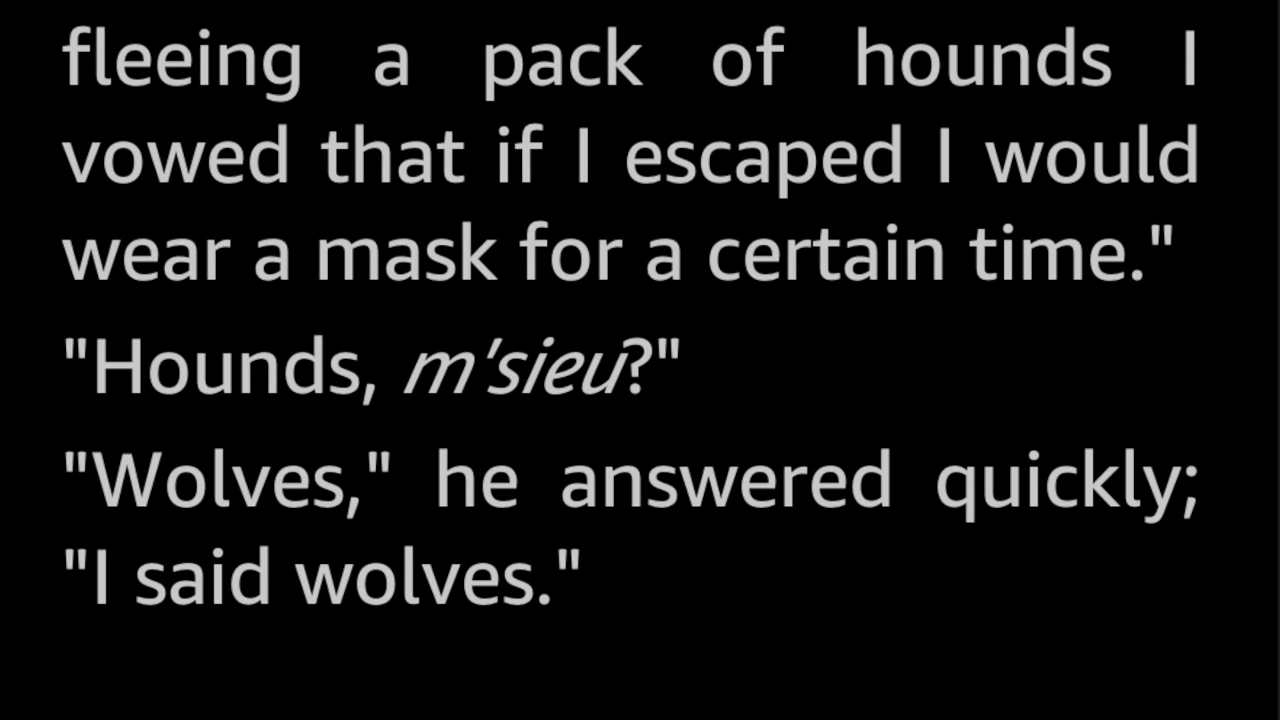 fleeing a pack of hounds I
vowed that if I escaped I would
wear a mask for a certain time."
"Hounds, m’sieu?"
"Wolves," he answered quickly;
"I said wolves."